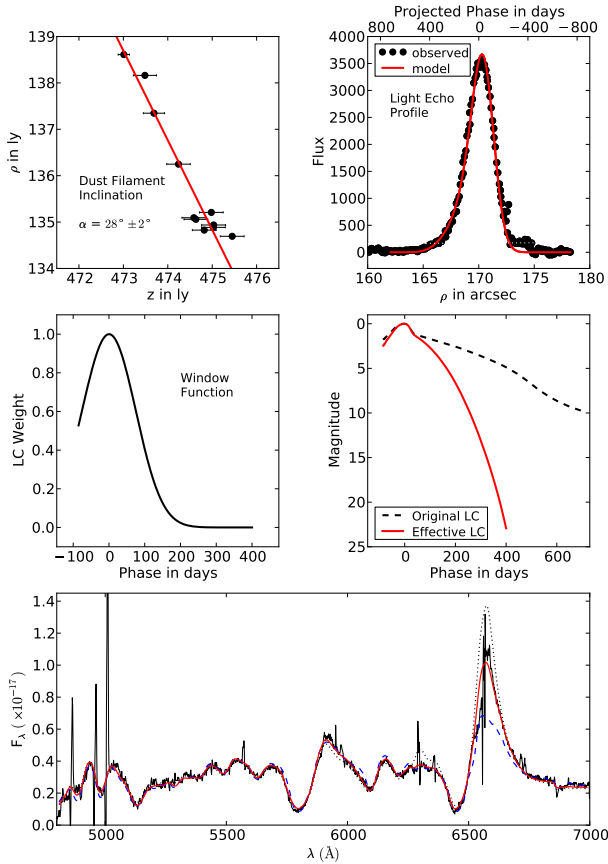 Projected Phase in days
800 400 0 -400 -800
139
138
137
136
135
134
ρ in ly
Dust Filament
Inclination
α = 28° ± 2°
472 473 474 475 476
z in ly
4000
3500
3000
2500
2000
1500
1000
500
0
Flux
observed
model
Light Echo
Profile
160 165 170 175 180
ρ in arcsec
1.0
0.8
0.6
0.4
0.2
0.0
LC Weight
Window
Function
−100 0 100 200 300 400
Phase in days
0
5
10
15
20
25
Magnitude
Original LC
Effective LC
0 200 400 600
Phase in days
1.4
1.2
1.0
0.8
0.6
0.4
0.2
0.0
Fλ (×10⁻¹⁷)
5000 5500 6000 6500 7000
λ (Å)